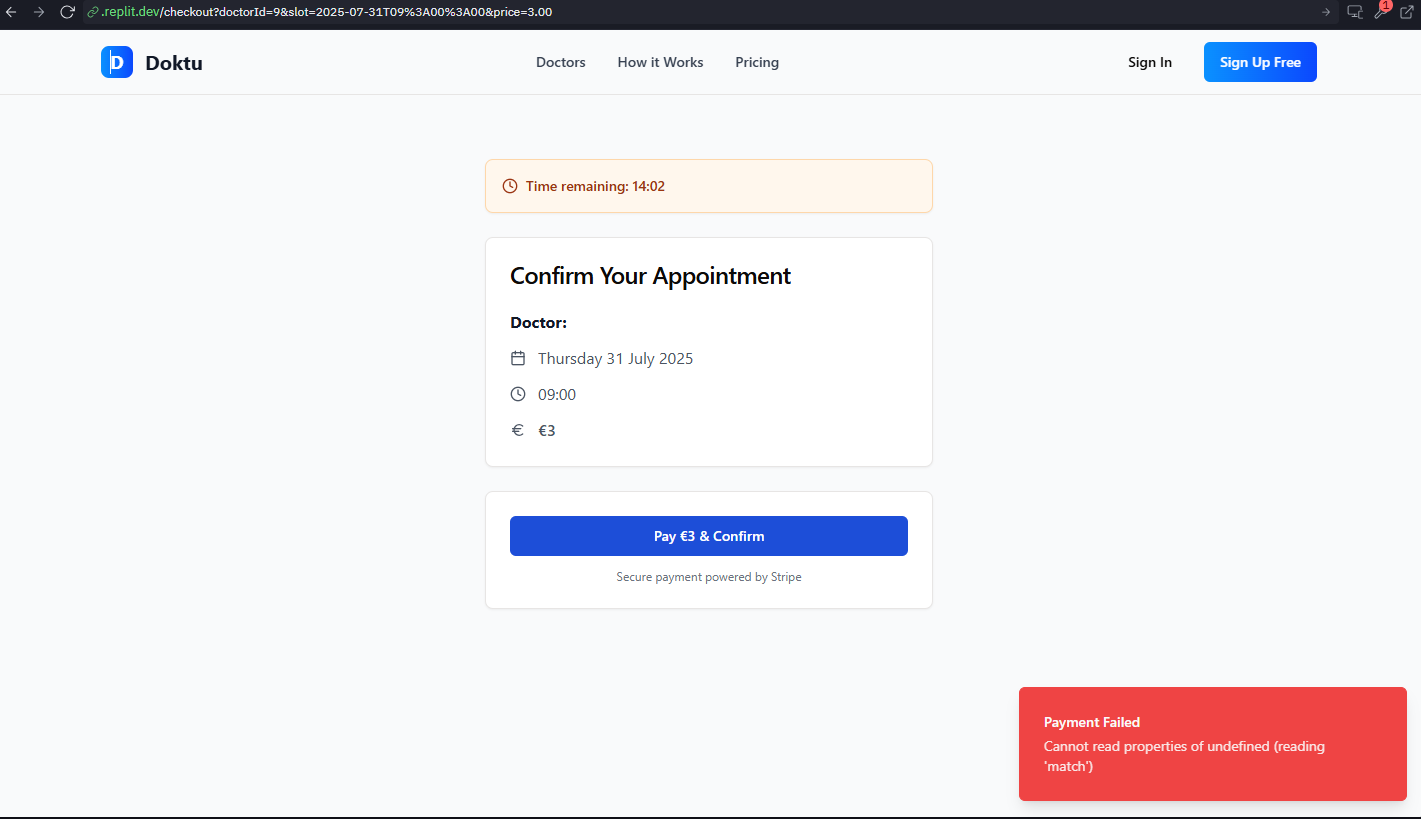 .replit.dev/checkout?doctorId=9&slot=2025-07-31T09%3A00%3A00&price=3.00
1
D Doktu
Doctors How it Works Pricing
Sign In Sign Up Free
Time remaining: 14:02
Confirm Your Appointment
Doctor:
Thursday 31 July 2025
09:00
€ €3
Pay €3 & Confirm
Secure payment powered by Stripe
Payment Failed
Cannot read properties of undefined (reading
'match')